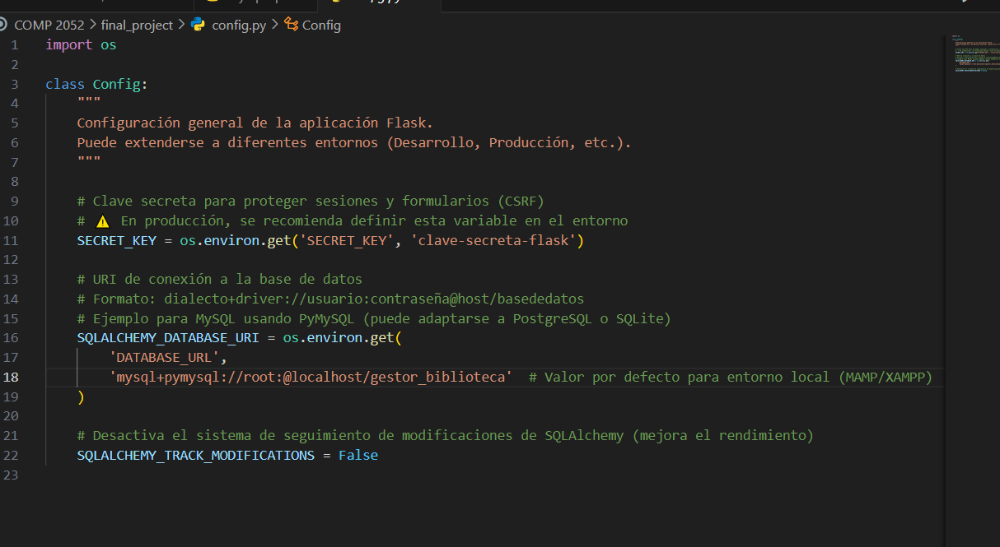 COMP 2052 > final_project > config.py > Config
1 import os
2
3 class Config:
4 """
5 Configuración general de la aplicación Flask.
6 Puede extenderse a diferentes entornos (Desarrollo, Producción, etc.).
7 """
8
9 # Clave secreta para proteger sesiones y formularios (CSRF)
10 # ⚠ En producción, se recomienda definir esta variable en el entorno
11 SECRET_KEY = os.environ.get('SECRET_KEY', 'clave-secreta-flask')
12
13 # URI de conexión a la base de datos
14 # Formato: dialecto+driver://usuario:contraseña@host/basededatos
15 # Ejemplo para MySQL usando PyMySQL (puede adaptarse a PostgreSQL o SQLite)
16 SQLALCHEMY_DATABASE_URI = os.environ.get(
17 'DATABASE_URL',
18 'mysql+pymysql://root:@localhost/gestor_biblioteca' # Valor por defecto para entorno local (MAMP/XAMPP)
19 )
20
21 # Desactiva el sistema de seguimiento de modificaciones de SQLAlchemy (mejora el rendimiento)
22 SQLALCHEMY_TRACK_MODIFICATIONS = False
23